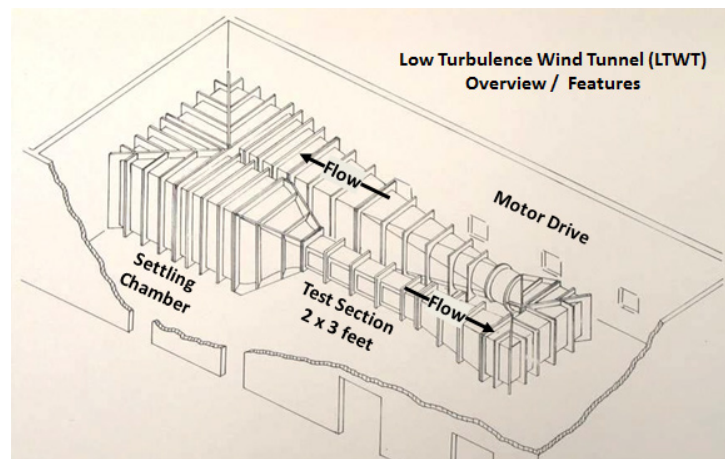 Low Turbulence Wind Tunnel (LTWT)
Overview / Features
Flow
Motor Drive
Settling
Chamber
Test Section
2 x 3 feet
Flow